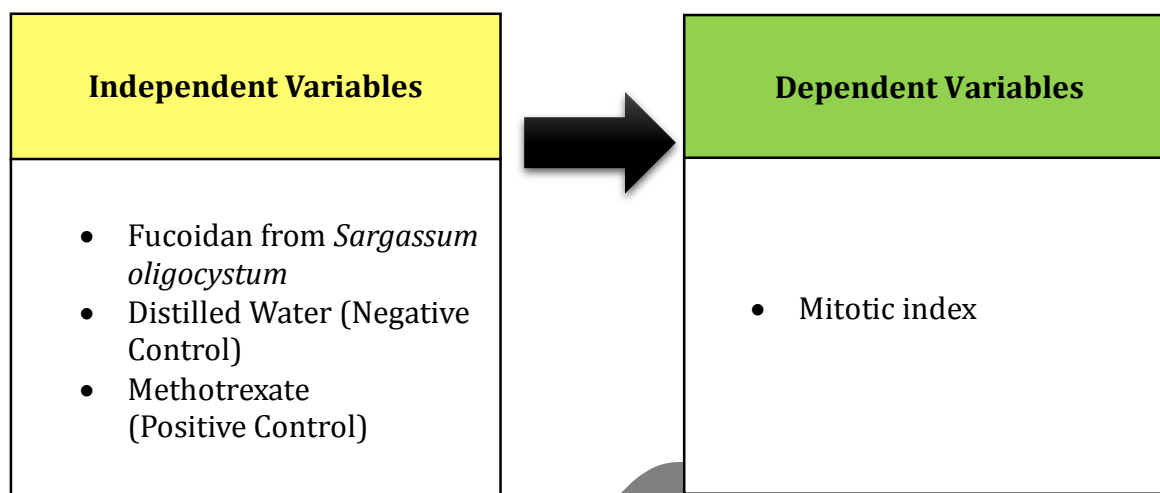 Independent Variables
• Fucoidan from Sargassum
oligocystum
• Distilled Water (Negative
Control)
• Methotrexate
(Positive Control)
Dependent Variables
• Mitotic index